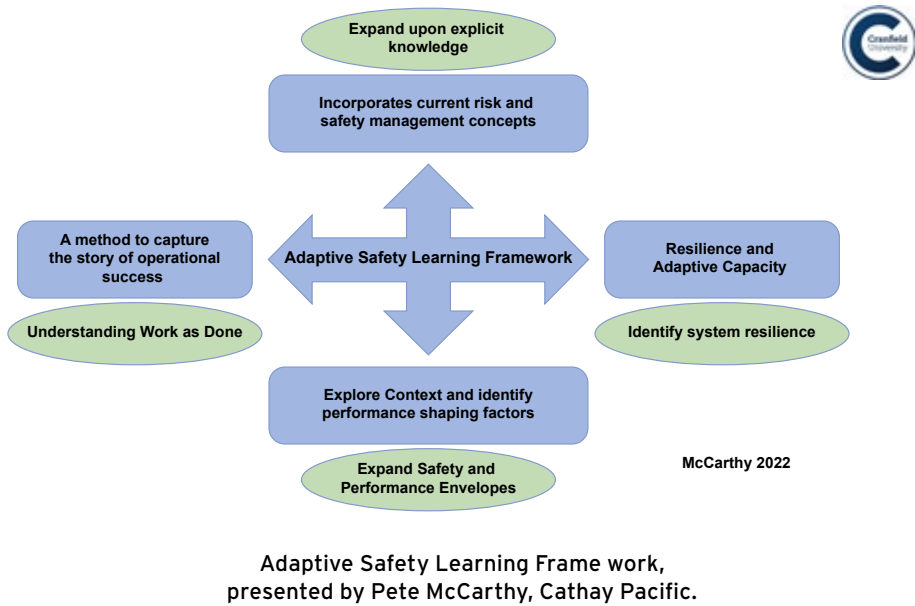 Expand upon explicit
knowledge
Cranfield
University
Incorporates current risk and
safety management concepts
A method to capture
the story of operational
success
Adaptive Safety Learning Framework
Resilience and
Adaptive Capacity
Understanding Work as Done
Identify system resilience
Explore Context and identify
performance shaping factors
McCarthy 2022
Expand Safety and
Performance Envelopes
Adaptive Safety Learning Frame work,
presented by Pete McCarthy, Cathay Pacific.